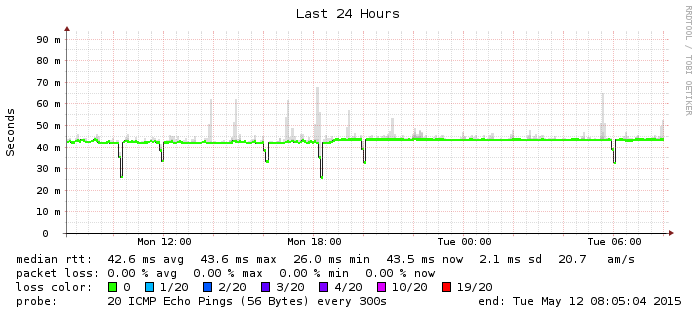 Last 24 Hours
RRDTOOL / TOBI OETIKER
Seconds
90 m
80 m
70 m
60 m
50 m
40 m
30 m
20 m
10 m
0
Mon 12:00 Mon 18:00 Tue 00:00 Tue 06:00
median rtt: 42.6 ms avg 43.6 ms max 26.0 ms min 43.5 ms now 2.1 ms sd 20.7 am/s
packet loss: 0.00 % avg 0.00 % max 0.00 % min 0.00 % now
loss color: 0 1/20 2/20 3/20 4/20 10/20 19/20
probe: 20 ICMP Echo Pings (56 Bytes) every 300s end: Tue May 12 08:05:04 2015